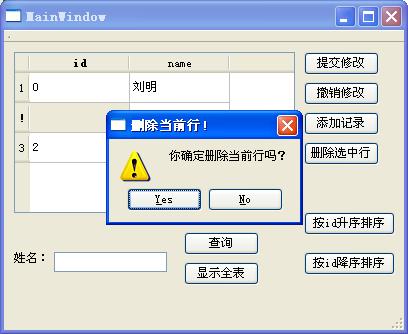 MainWindow
id name
1 0 刘明
!
3 2
提交修改
撤销修改
添加记录
删除选中行
删除当前行!
你确定删除当前行吗?
Yes No
按id升序排序
查询
姓名:
显示全表
按id降序排序